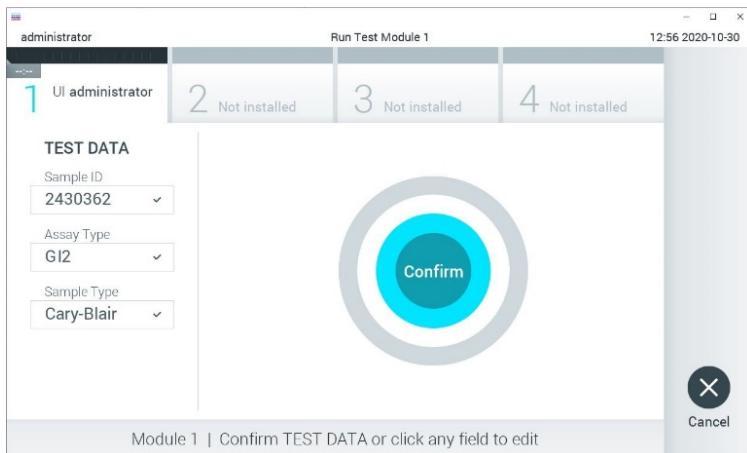 administrator
Run Test Module 1
12:56 2020-10-30
--:--
1 UI administrator
2 Not installed
3 Not installed
4 Not installed
TEST DATA
Sample ID
2430362
Assay Type
GI2
Sample Type
Cary-Blair
Confirm
Cancel
Module 1 | Confirm TEST DATA or click any field to edit